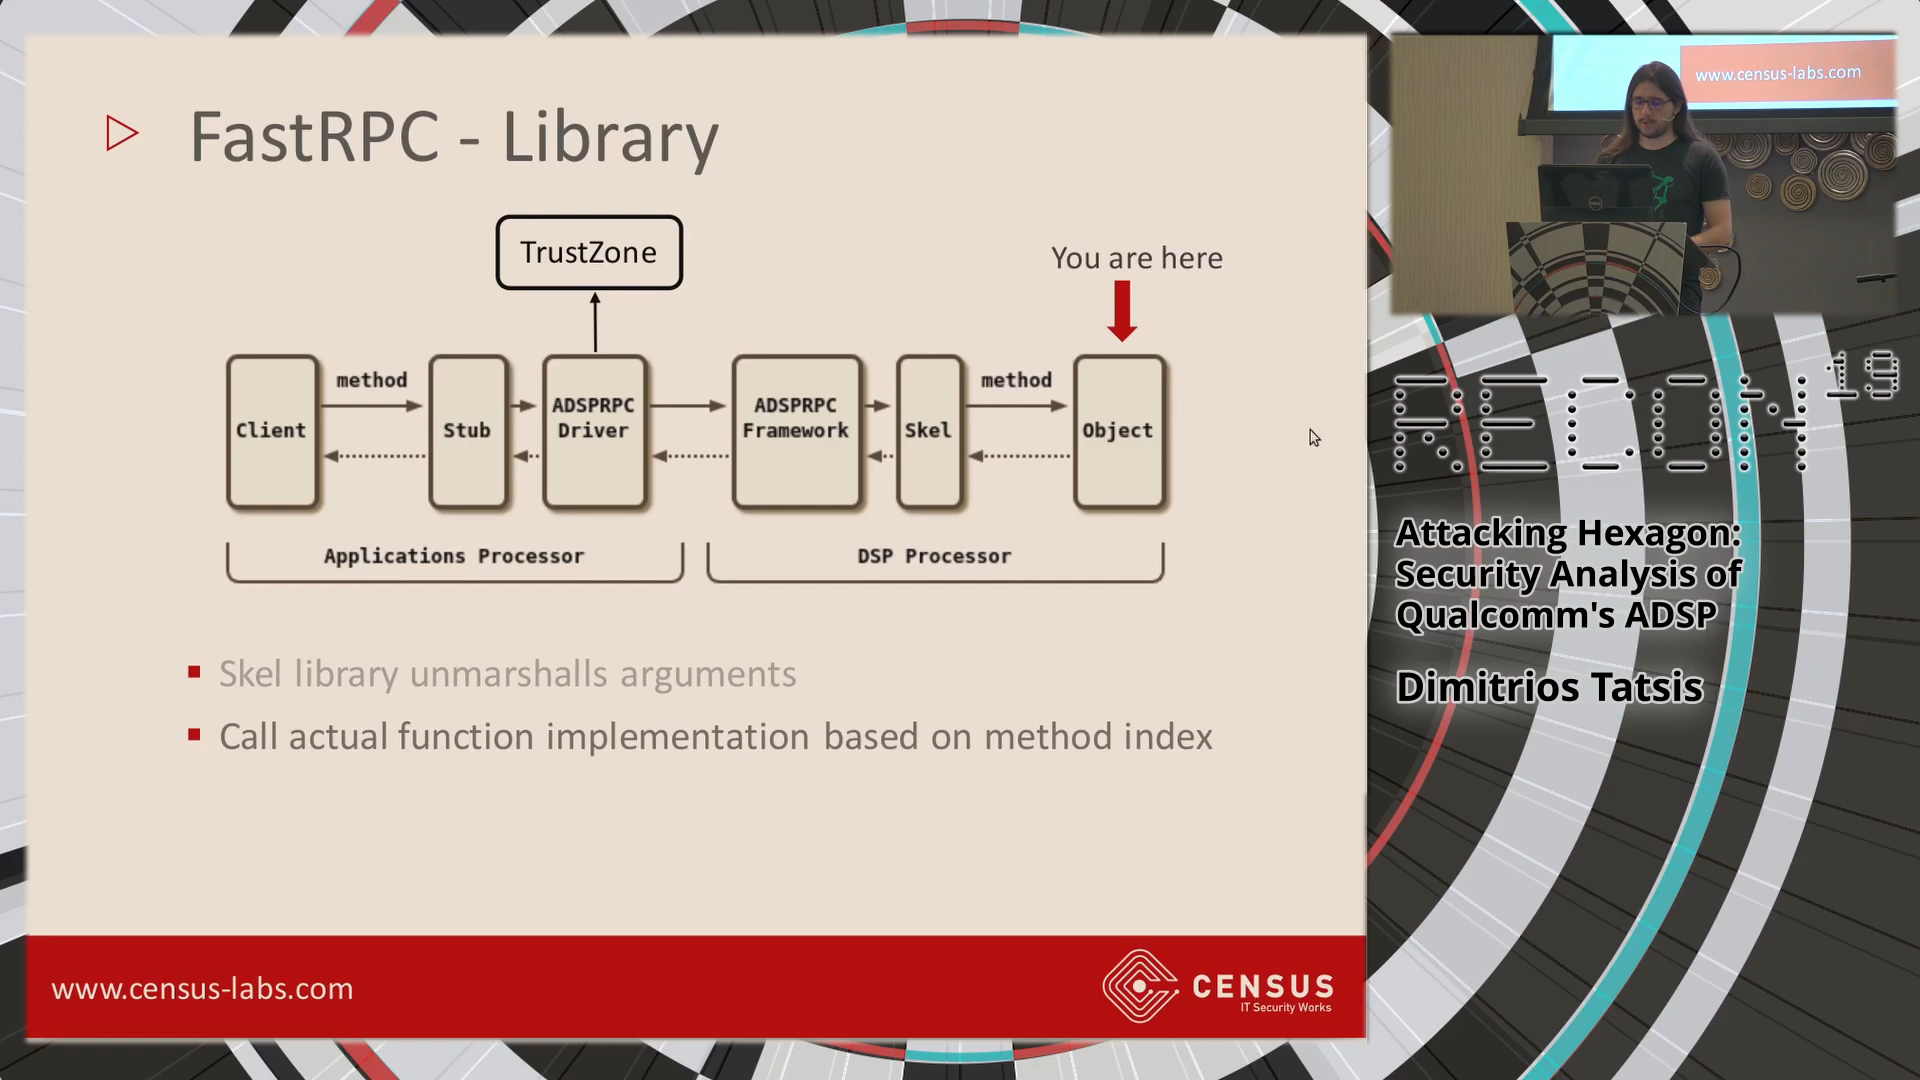 FastRPC - Library
TrustZone
You are here
method
method
Client
Stub
ADSPRPC
Driver
ADSPRPC
Framework
Skel
Object
Applications Processor
DSP Processor
Skel library unmarshalls arguments
Call actual function implementation based on method index
www.census-labs.com
CENSUS
IT Security Works
www.census-labs.com
RECON 19
Attacking Hexagon:
Security Analysis of
Qualcomm's ADSP
Dimitrios Tatsis